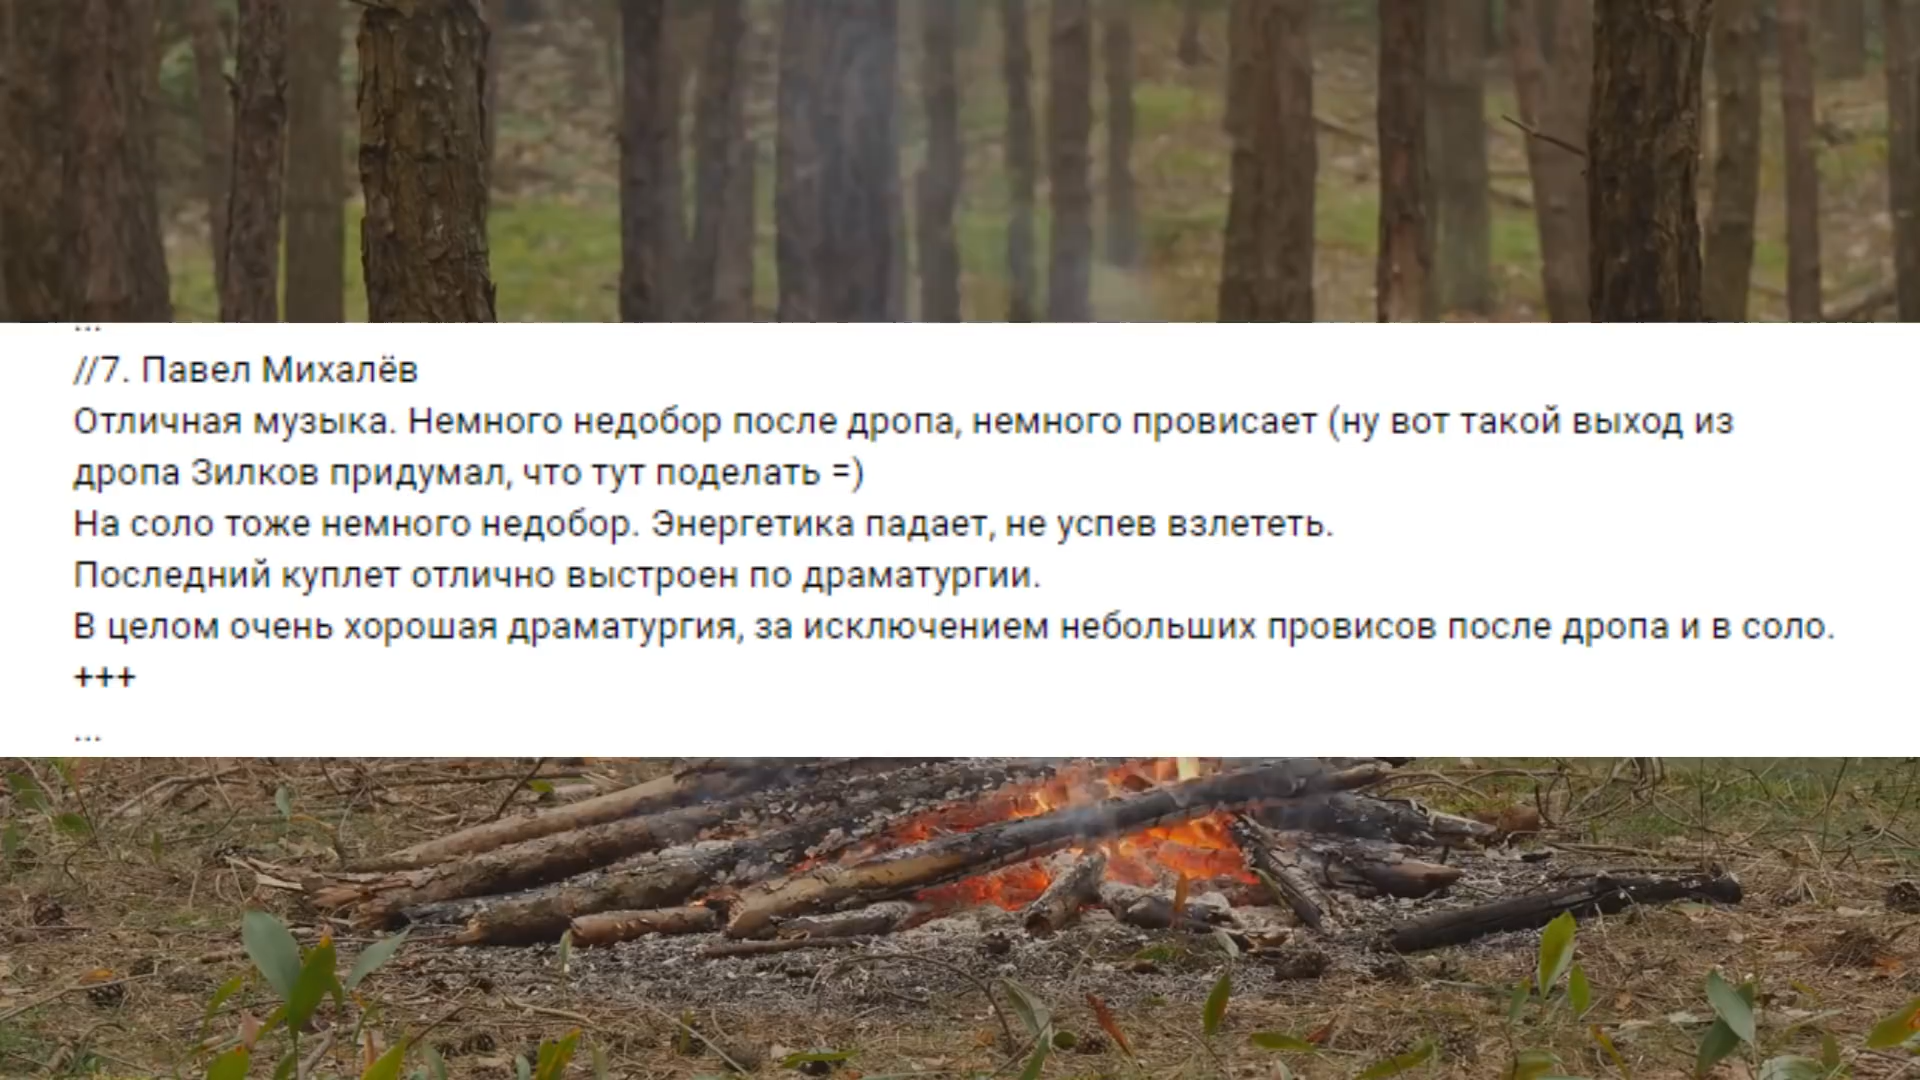 ...
//7. Павел Михалёв
Отличная музыка. Немного недобор после дропа, немного провисает (ну вот такой выход из
дропа Зилков придумал, что тут поделать =)
На соло тоже немного недобор. Энергетика падает, не успев взлететь.
Последний куплет отлично выстроен по драматургии.
В целом очень хорошая драматургия, за исключением небольших провисов после дропа и в соло.
+++
...